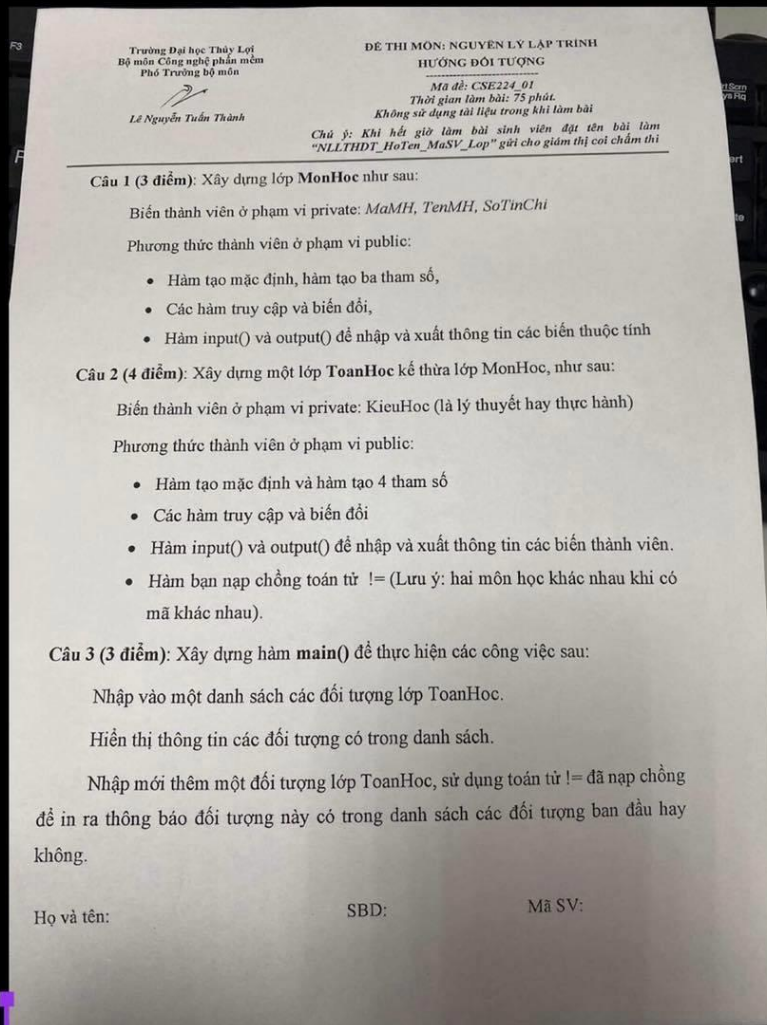 F3
Trường Đại học Thủy Lợi
Bộ môn Công nghệ phần mềm
Phó Trưởng bộ môn
Lê Nguyễn Tuấn Thành
ĐỀ THI MÔN: NGUYÊN LÝ LẬP TRÌNH
HƯỚNG ĐỐI TƯỢNG
Mã đề: CSE224_01
Thời gian làm bài: 75 phút.
Không sử dụng tài liệu trong khi làm bài
Chú ý: Khi hết giờ làm bài sinh viên đặt tên bài làm
“NLLTHDT_HoTen_MaSV_Lop” gửi cho giám thị coi chấm thi
Câu 1 (3 điểm): Xây dựng lớp MonHoc như sau:
Biến thành viên ở phạm vi private: MaMH, TenMH, SoTinChi
Phương thức thành viên ở phạm vi public:
• Hàm tạo mặc định, hàm tạo ba tham số,
• Các hàm truy cập và biến đổi,
• Hàm input() và output() để nhập và xuất thông tin các biến thuộc tính
Câu 2 (4 điểm): Xây dựng một lớp ToanHoc kế thừa lớp MonHoc, như sau:
Biến thành viên ở phạm vi private: KieuHoc (là lý thuyết hay thực hành)
Phương thức thành viên ở phạm vi public:
• Hàm tạo mặc định và hàm tạo 4 tham số
• Các hàm truy cập và biến đổi
• Hàm input() và output() để nhập và xuất thông tin các biến thành viên.
• Hàm bạn nạp chồng toán tử != (Lưu ý: hai môn học khác nhau khi có
mã khác nhau).
Câu 3 (3 điểm): Xây dựng hàm main() để thực hiện các công việc sau:
Nhập vào một danh sách các đối tượng lớp ToanHoc.
Hiển thị thông tin các đối tượng có trong danh sách.
Nhập mới thêm một đối tượng lớp ToanHoc, sử dụng toán tử != đã nạp chồng
để in ra thông báo đối tượng này có trong danh sách các đối tượng ban đầu hay
không.
Họ và tên:
SBD:
Mã SV: